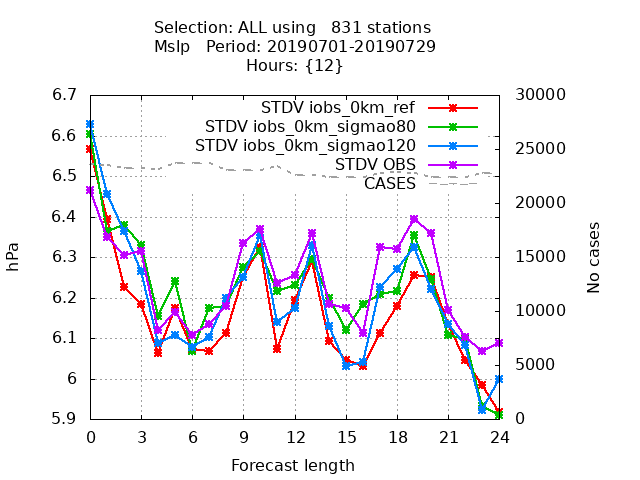 Selection: ALL using   831 stations
Mslp   Period: 20190701-20190729
Hours: {12}
STDV iobs_0km_ref
STDV iobs_0km_sigmao80
STDV iobs_0km_sigmao120
STDV OBS
CASES
hPa
6.7
6.6
6.5
6.4
6.3
6.2
6.1
6
5.9
30000
25000
20000
15000
10000
5000
0
No cases
0 3 6 9 12 15 18 21 24
Forecast length